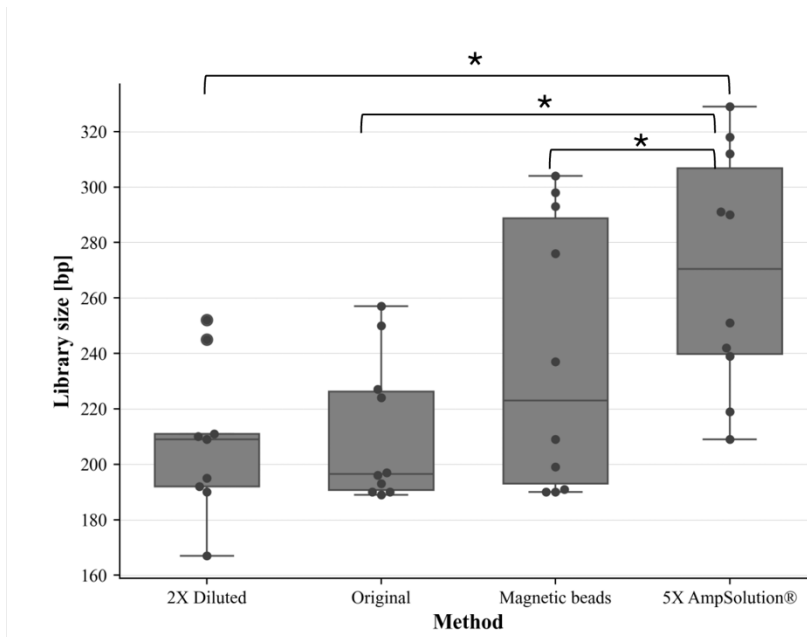 *
*
*
320
300
280
260
240
220
200
180
160
Library size [bp]
2X Diluted
Original
Magnetic beads
5X AmpSolution®
Method